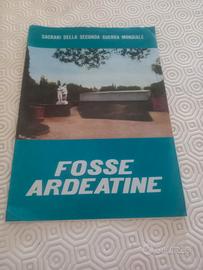 SACRARI DELLA SECONDA GUERRA MONDIALE
FOSSE
ARDEATINE